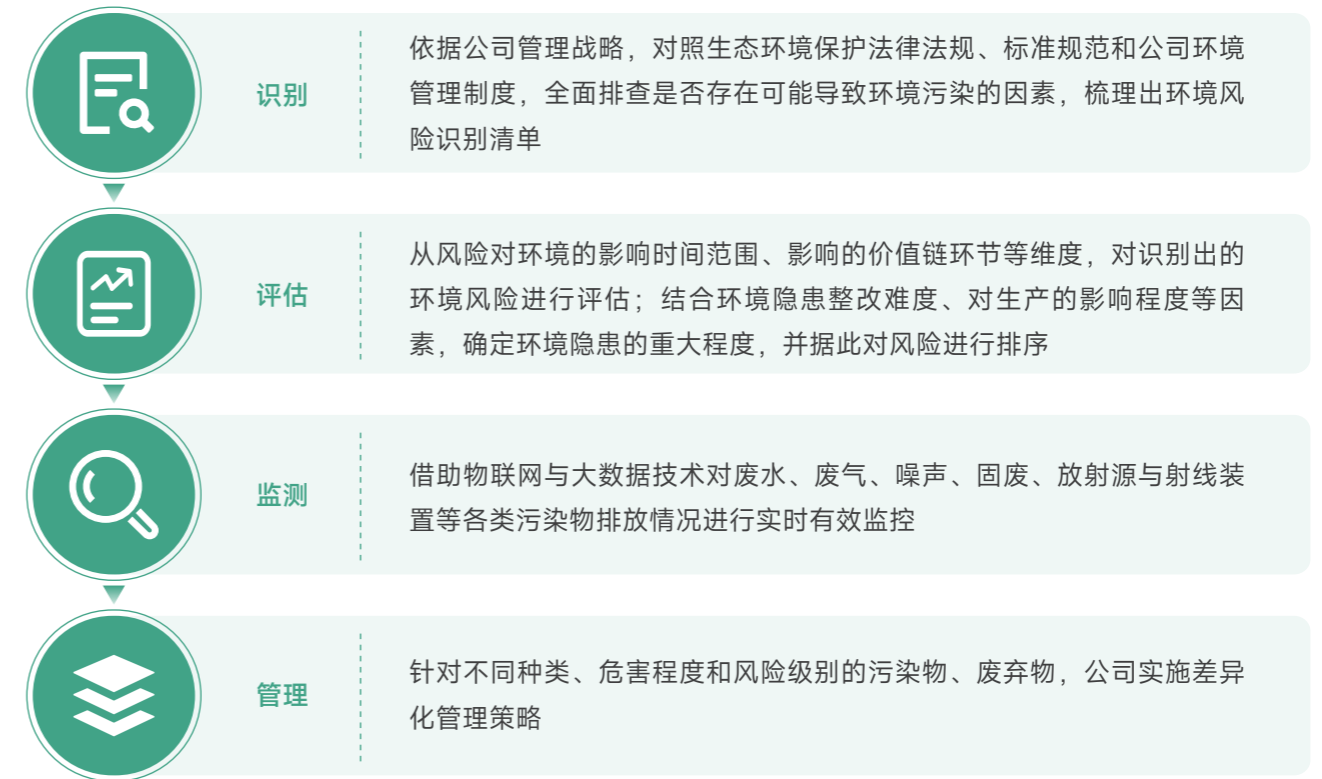 识别
依据公司管理战略，对照生态环境保护法律法规、标准规范和公司环境
管理制度，全面排查是否存在可能导致环境污染的因素，梳理出环境风
险识别清单
评估
从风险对环境的影响时间范围、影响的价值链环节等维度，对识别出的
环境风险进行评估；结合环境隐患整改难度、对生产的影响程度等因
素，确定环境隐患的重大程度，并据此对风险进行排序
监测
借助物联网与大数据技术对废水、废气、噪声、固废、放射源与射线装
置等各类污染物排放情况进行实时有效监控
管理
针对不同种类、危害程度和风险级别的污染物、废弃物，公司实施差异
化管理策略